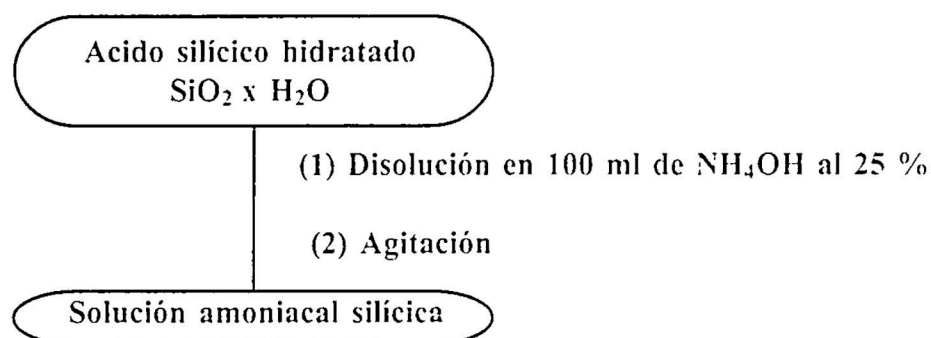 Acido silícico hidratado
SiO₂ x H₂O
(1) Disolución en 100 ml de NH₄OH al 25 %
(2) Agitación
Solución amoniacal silícica